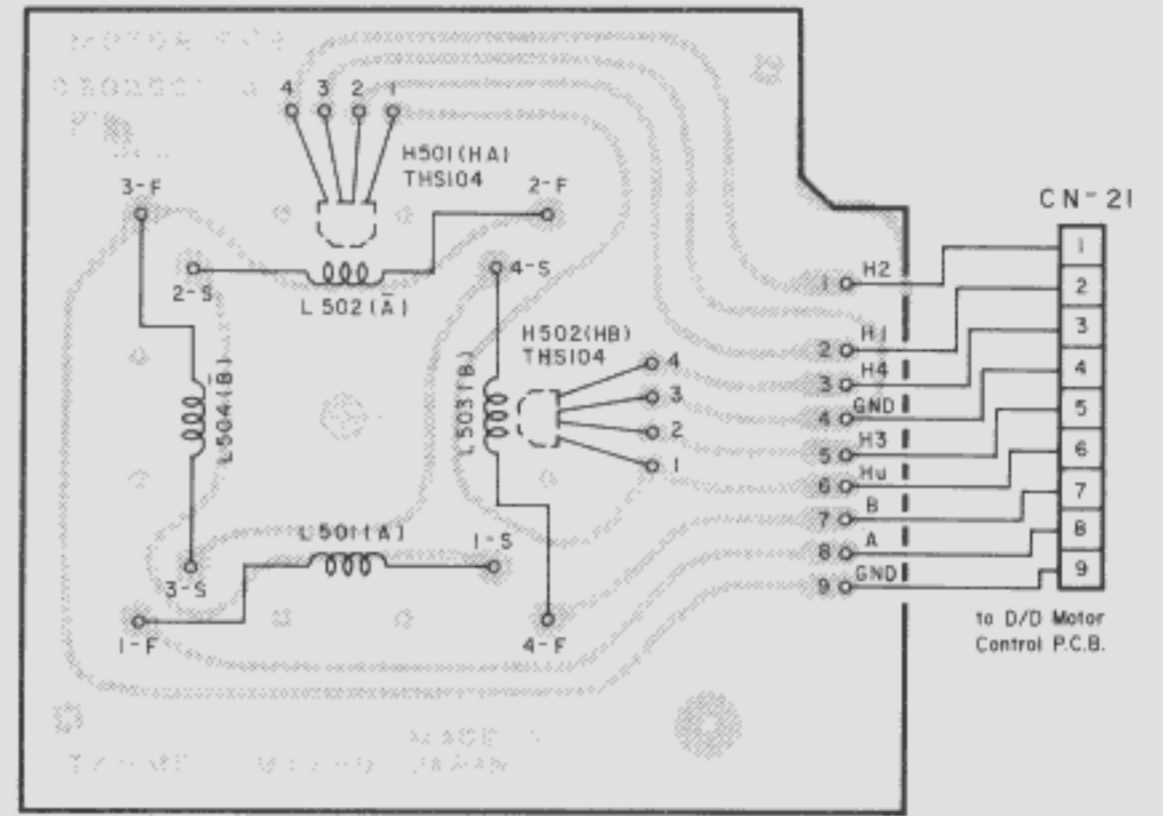 4 3 2 1
H501(HA)
THS104
3-F
2-F
CN-21
2-S
4-S
L502(A̅)
H502(HB)
THS104
L504(B̅)
L503(B)
4
3
2
1
1 H2
2 H1
3 H4
4 GND
5 H3
6 Hu
7 B
8 A
9 GND
1
2
3
4
5
6
7
8
9
L501(A)
1-S
3-S
1-F
4-F
to D/D Motor
Control P.C.B.
JAPAN